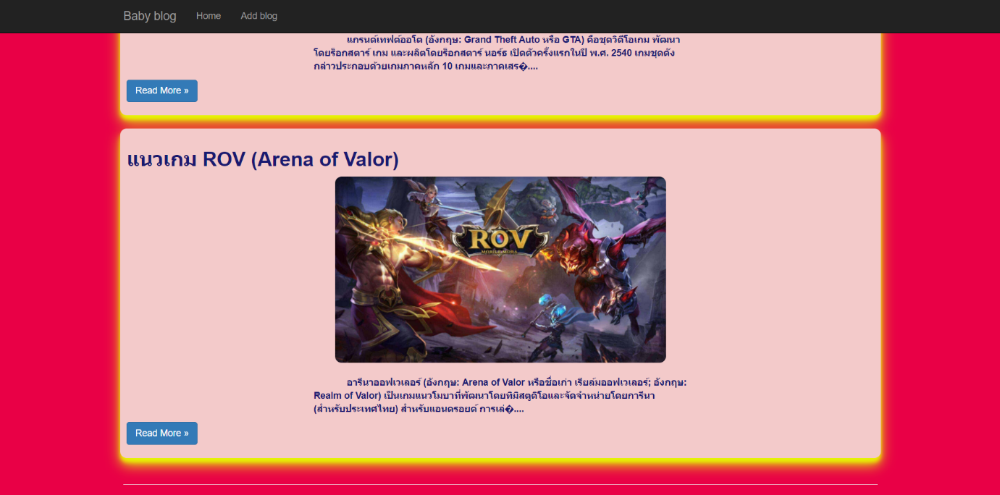 Baby blog Home Add blog
แกรนด์เทฟต์ออโต (อังกฤษ: Grand Theft Auto หรือ GTA) คือชุดวิดีโอเกม พัฒนา
โดยร็อกสตาร์ เกม และผลิตโดยร็อกสตาร์ นอร์ธ เปิดตัวครั้งแรกในปี พ.ศ. 2540 เกมชุดดัง
กล่าวประกอบด้วยเกมภาคหลัก 10 เกมและภาคเสร�....
Read More »
แนวเกม ROV (Arena of Valor)
ROV
MOBILE MOBA
อารีนาออฟเวเลอร์ (อังกฤษ: Arena of Valor หรือชื่อเก่า เรียล์มออฟเวเลอร์; อังกฤษ:
Realm of Valor) เป็นเกมแนวโมบาที่พัฒนาโดยทิมิสตูดิโอและจัดจำหน่ายโดยการีนา
(สำหรับประเทศไทย) สำหรับแอนดรอยด์ การเล่�....
Read More »